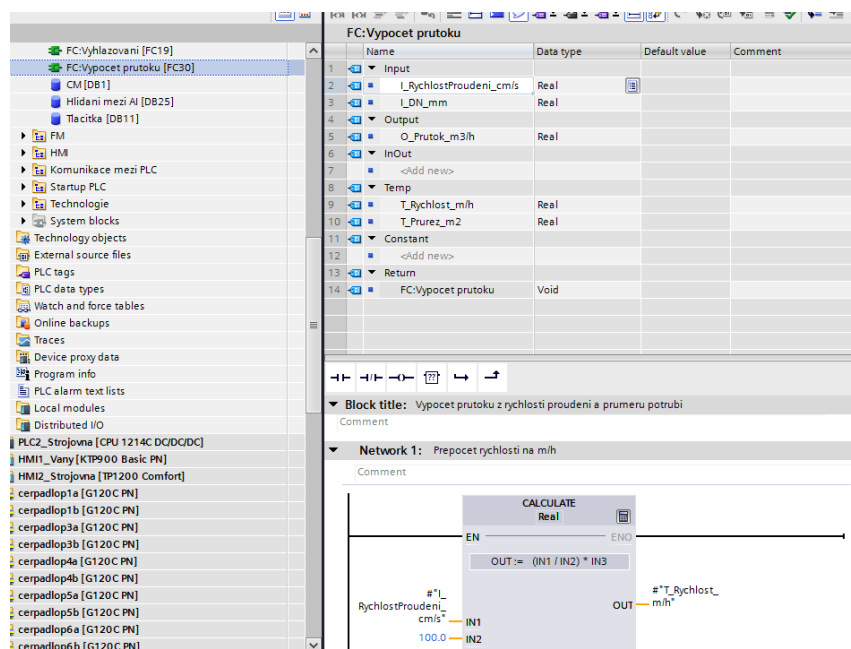 FC:Vyhlazovani [FC19]
FC:Vypocet prutoku [FC30]
CM [DB1]
Hlidani mezi AI [DB25]
Tlacitka [DB11]
FM
HMI
Komunikace mezi PLC
Startup PLC
Technologie
System blocks
Technology objects
External source files
PLC tags
PLC data types
Watch and force tables
Online backups
Traces
Device proxy data
Program info
PLC alarm text lists
Local modules
Distributed I/O
PLC2_Strojovna [CPU 1214C DC/DC/DC]
HMI1_Vany [KTP900 Basic PN]
HMI2_Strojovna [TP1200 Comfort]
cerpadlop1a [G120C PN]
cerpadlop1b [G120C PN]
cerpadlop3a [G120C PN]
cerpadlop3b [G120C PN]
cerpadlop4a [G120C PN]
cerpadlop4b [G120C PN]
cerpadlop5a [G120C PN]
cerpadlop5b [G120C PN]
cerpadlop6a [G120C PN]
cerpadlop6b [G120C PN]
FC:Vypocet prutoku
Name Data type Default value Comment
1 Input
2 I_RychlostProudeni_cm/s Real
3 I_DN_mm Real
4 Output
5 O_Prutok_m3/h Real
6 InOut
7 <Add new>
8 Temp
9 T_Rychlost_m/h Real
10 T_Prurez_m2 Real
11 Constant
12 <Add new>
13 Return
14 FC:Vypocet prutoku Void
??
Block title: Vypocet prutoku z rychlosti proudeni a prumeru potrubi
Comment
Network 1: Prepocet rychlosti na m/h
Comment
CALCULATE
Real
EN ENO
OUT := (IN1 / IN2) * IN3
#"I_
RychlostProudeni_
cm/s" IN1
100.0 IN2
#"T_Rychlost_
OUT m/h"